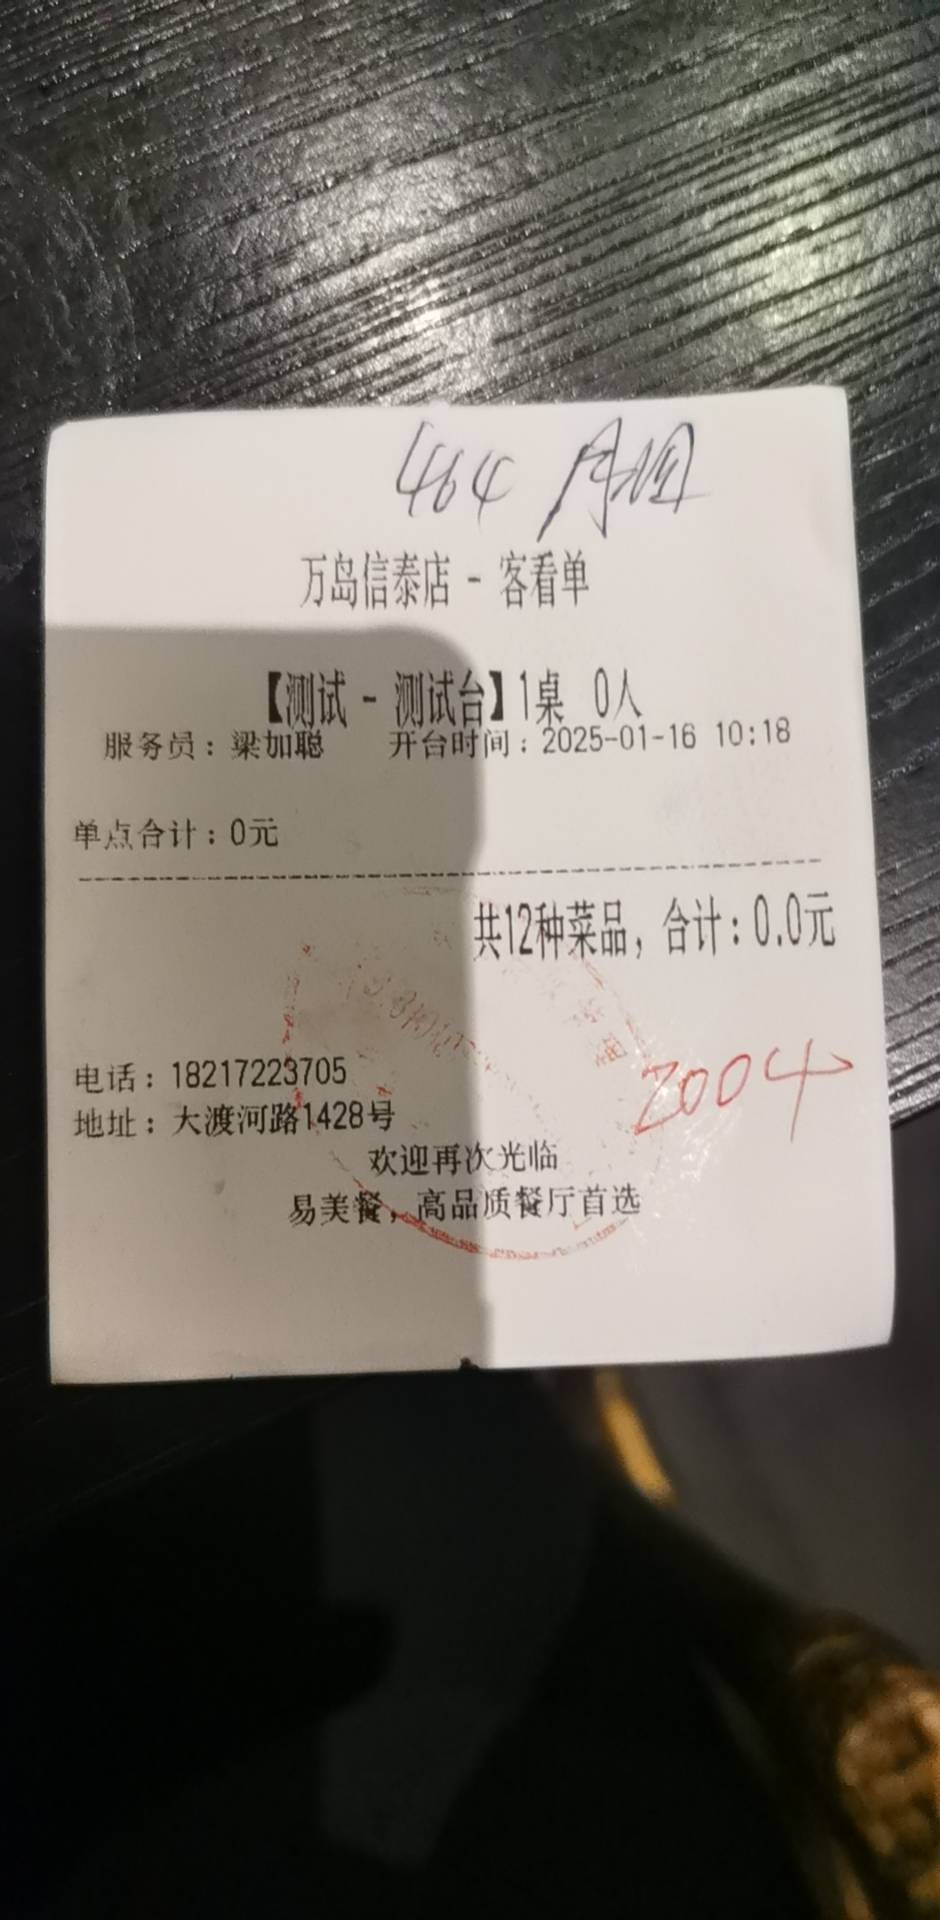 464
万岛信泰店 - 客看单
【测试 - 测试台】1桌 0人
服务员：梁加聪 开台时间：2025-01-16 10:18
单点合计：0元
共12种菜品，合计：0.0元
电话：18217223705
2004
地址：大渡河路1428号
欢迎再次光临
易美餐，高品质餐厅首选